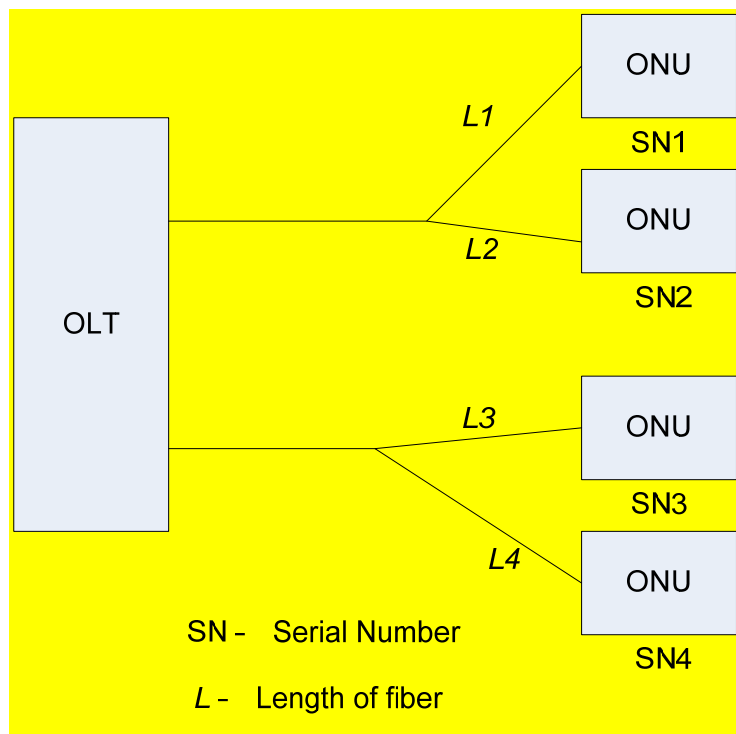 ONU
L1
SN1
ONU
L2
SN2
OLT
L3
ONU
SN3
L4
ONU
SN4
SN - Serial Number
L - Length of fiber